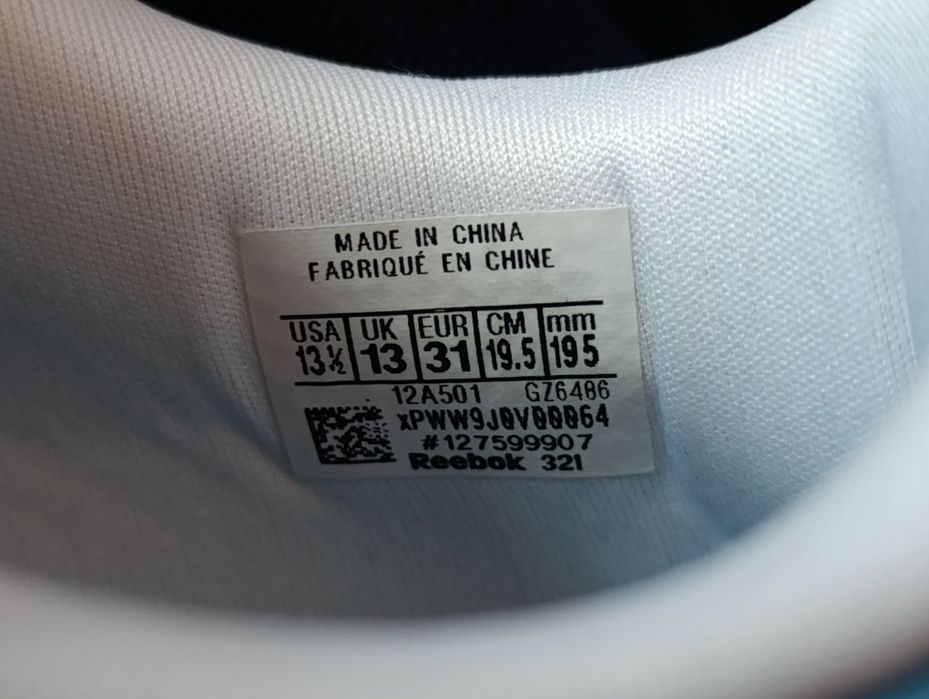 MADE IN CHINA
FABRIQUÉ EN CHINE
USA UK EUR CM mm
13½ 13 31 19.5 195
12A501 GZ6486
xPWW9J0V00064
#127599907
Reebok 321